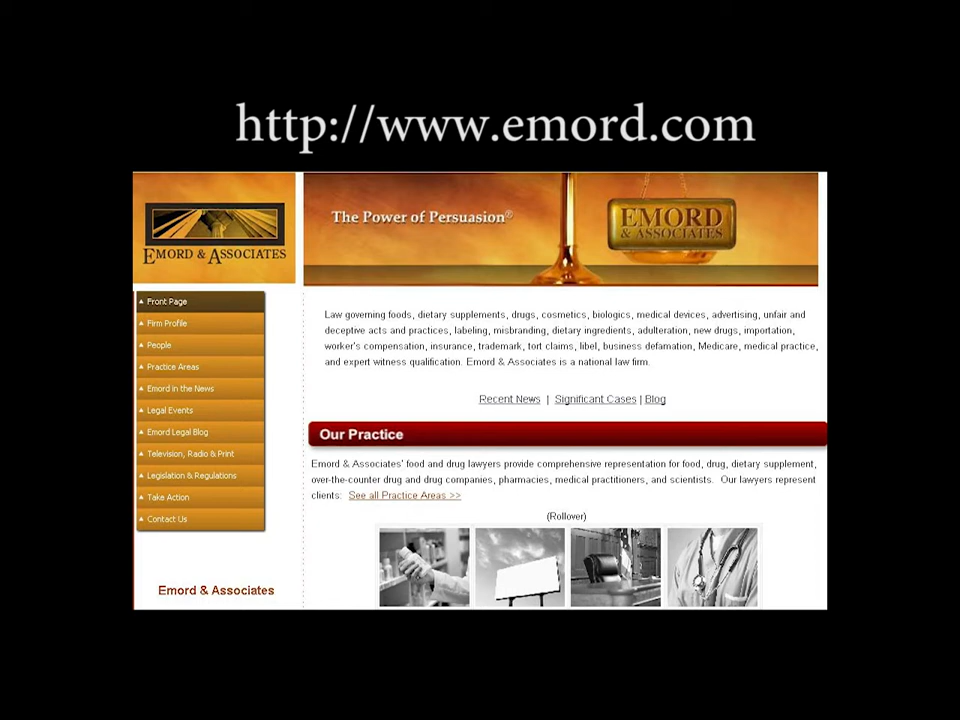 http://www.emord.com
EMORD & ASSOCIATES
The Power of Persuasion®
EMORD
& ASSOCIATES
Front Page
Firm Profile
People
Practice Areas
Emord in the News
Legal Events
Emord Legal Blog
Television, Radio & Print
Legislation & Regulations
Take Action
Contact Us
Emord & Associates
Law governing foods, dietary supplements, drugs, cosmetics, biologics, medical devices, advertising, unfair and
deceptive acts and practices, labeling, misbranding, dietary ingredients, adulteration, new drugs, importation,
worker's compensation, insurance, trademark, tort claims, libel, business defamation, Medicare, medical practice,
and expert witness qualification. Emord & Associates is a national law firm.
Recent News | Significant Cases | Blog
Our Practice
Emord & Associates' food and drug lawyers provide comprehensive representation for food, drug, dietary supplement,
over-the-counter drug and drug companies, pharmacies, medical practitioners, and scientists. Our lawyers represent
clients: See all Practice Areas >>
(Rollover)